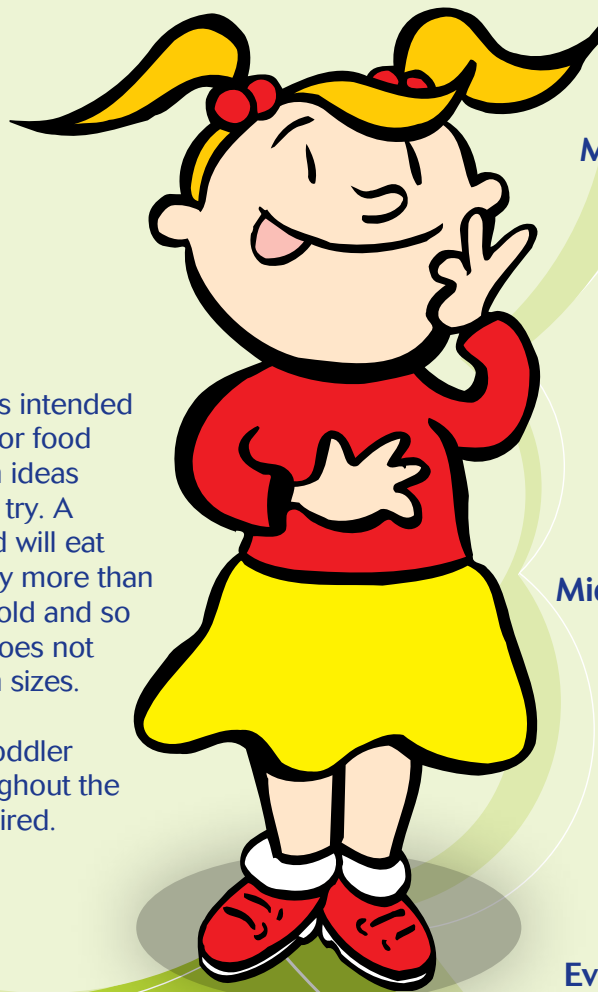 s intended
or food
ideas
try. A
d will eat
y more than
old and so
oes not
sizes.
oddler
ghout the
ired.
M
Mid
Ev